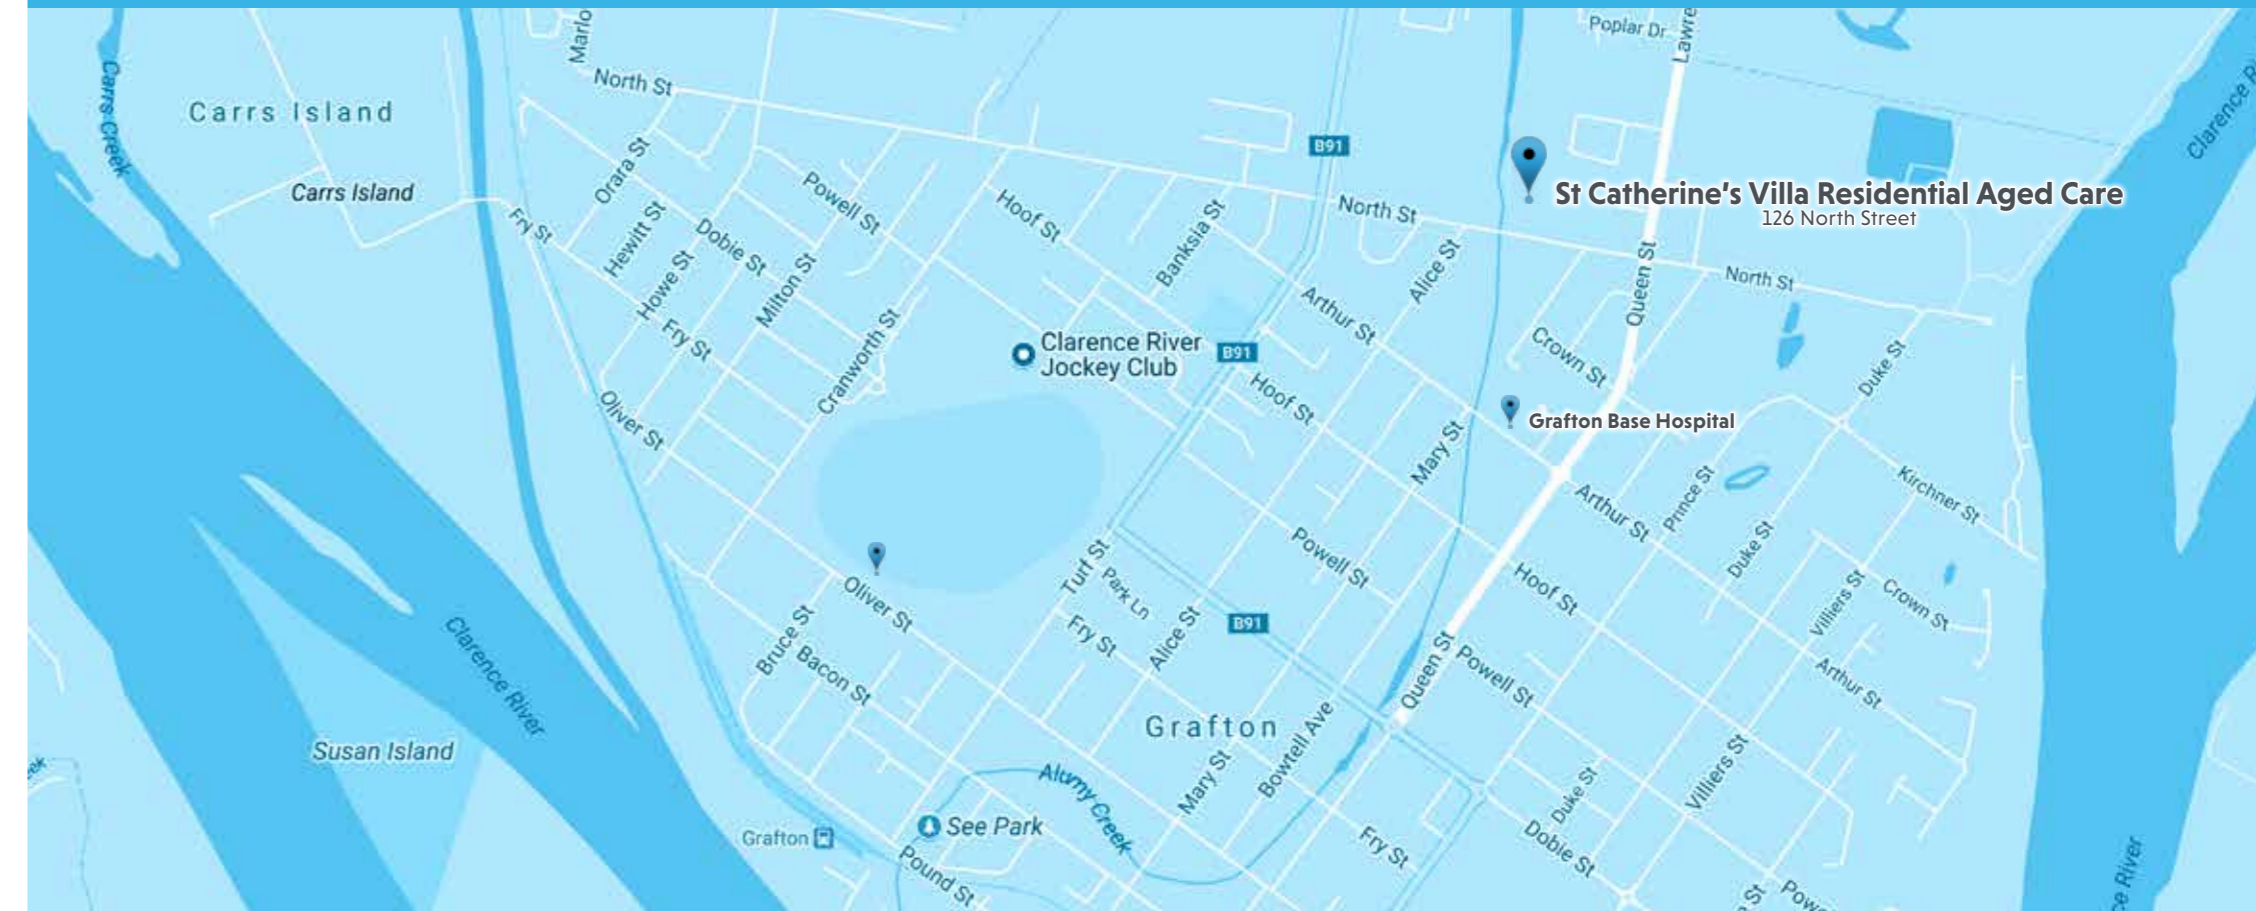 Marlo
Poplar Dr
Lawre
Carrs Creek
North St
Carrs Island
Clarence R
B91
Orara St
Carrs Island
Powell St
Hoof St
North St
St Catherine's Villa Residential Aged Care
126 North Street
Fry St
Hewitt St
Dobie St
Banksia St
Alice St
Queen St
North St
Howe St
Milton St
Arthur St
Fry St
Cranworth St
Clarence River
Jockey Club
B91
Crown St
Duke St
Oliver St
Hoof St
Grafton Base Hospital
Mary St
Prince St
Kirchner St
Arthur St
Powell St
Duke St
Turf St
Park Ln
Oliver St
Hoof St
Villiers St
Crown St
Clarence River
Bruce St
Bacon St
Fry St
Alice St
B91
Queen St
Powell St
Arthur St
Susan Island
Grafton
Bowtell Ave
Mary St
Alumy Creek
Villiers St
Duke St
eek
Grafton
See Park
Fry St
Dobie St
Pound St
St
Pow
ce River